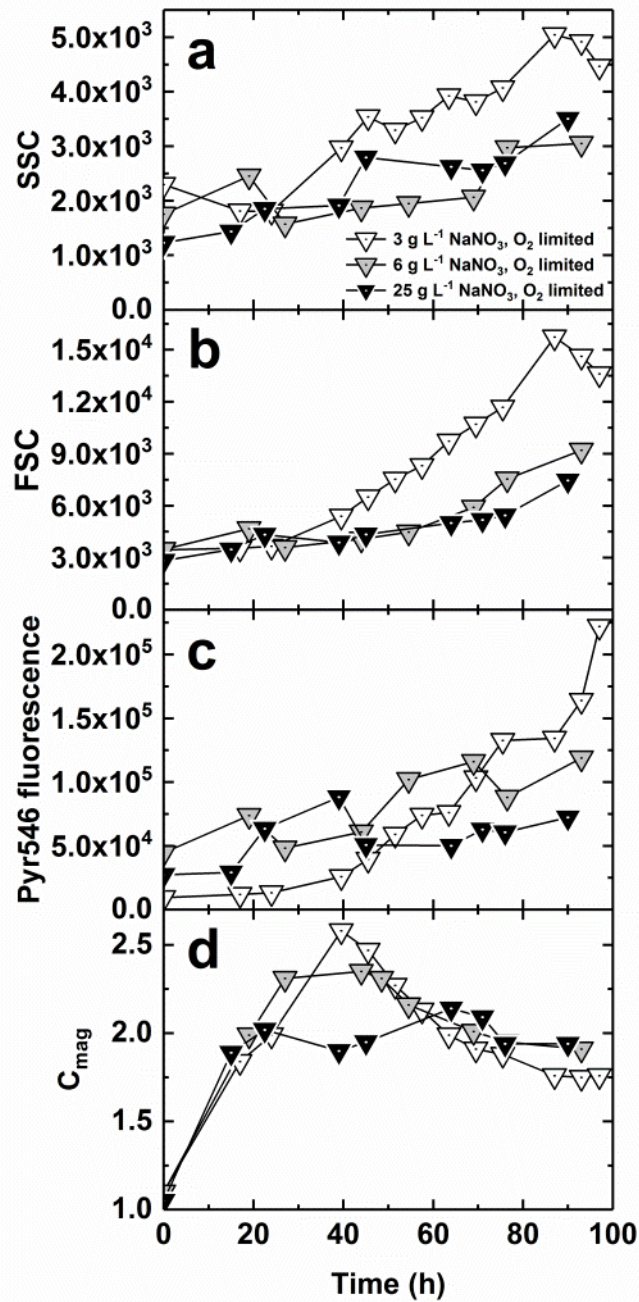 a
5.0x10³
4.0x10³
3.0x10³
2.0x10³
1.0x10³
0.0
SSC
3 g L⁻¹ NaNO₃, O₂ limited
6 g L⁻¹ NaNO₃, O₂ limited
25 g L⁻¹ NaNO₃, O₂ limited
b
1.5x10⁴
1.2x10⁴
9.0x10³
6.0x10³
3.0x10³
0.0
FSC
c
2.0x10⁵
1.5x10⁵
1.0x10⁵
5.0x10⁴
0.0
Pyr546 fluorescence
d
2.5
2.0
1.5
1.0
Cmag
0 20 40 60 80 100
Time (h)